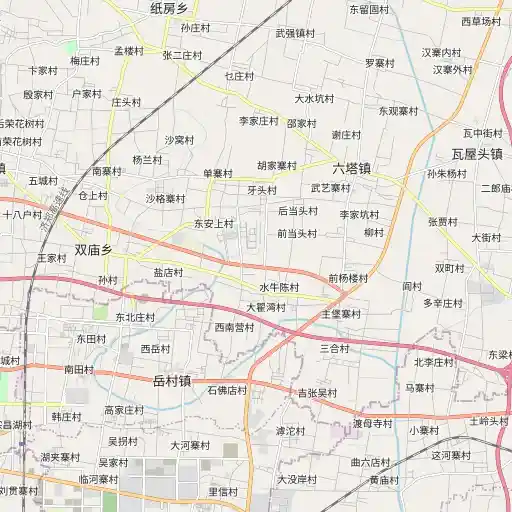 纸房乡
东留固村
西草场村
孙庄村
武强镇村
孟楼村
张二庄村
汉寨内村
梅庄村
罗寨村
卞家村
乜庄村
汉寨外村
殷家村
户家村
庄头村
大水坑村
东观寨村
后荣花树村
李家庄村
邵家村
谢庄村
瓦中街村
荣花树村
沙窝村
瓦屋头镇
杨兰村
胡家寨村
六塔镇
镇
南寨村
单寨村
孙朱杨村
五城村
牙头村
武艺寨村
二郎庙
仓上村
沙格寨村
十八户村
后当头村
李家坑村
张贾村
济郑高速线
东安上村
前当头村
柳村
大街村
双庙乡
王家村
盐店村
双町村
孙村
前杨楼村
阎村
水牛陈村
多辛庄村
大翟湾村
东北庄村
主堡寨村
西南营村
东田村
西岳村
三合村
东梁村
城村
北李庄村
南田村
岳村镇
马寨村
石佛店村
吉张吴村
高家庄村
韩庄村
土岭头村
昌湖村
渡母寺村
吴拐村
滹沱村
小寨村
大河寨村
湖夹寨村
吴家村
曲六店村
这河寨村
临河寨村
大没岸村
黄庙村
刘贯寨村
里信村